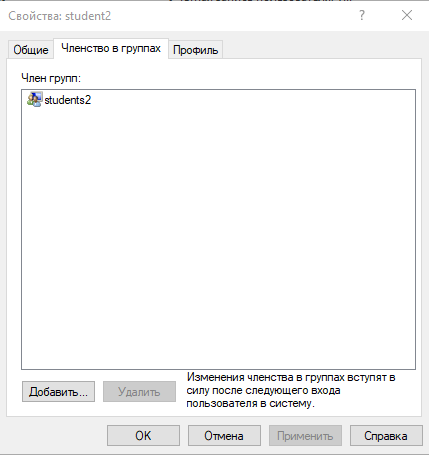 Свойства: student2
?
Общие
Членство в группах
Профиль
Член групп:
students2
Добавить...
Удалить
Изменения членства в группах вступят в
силу после следующего входа
пользователя в систему.
OK
Отмена
Применить
Справка